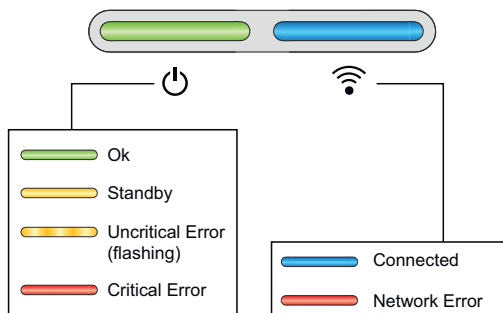 Ok
Standby
Uncritical Error
(flashing)
Critical Error
Connected
Network Error